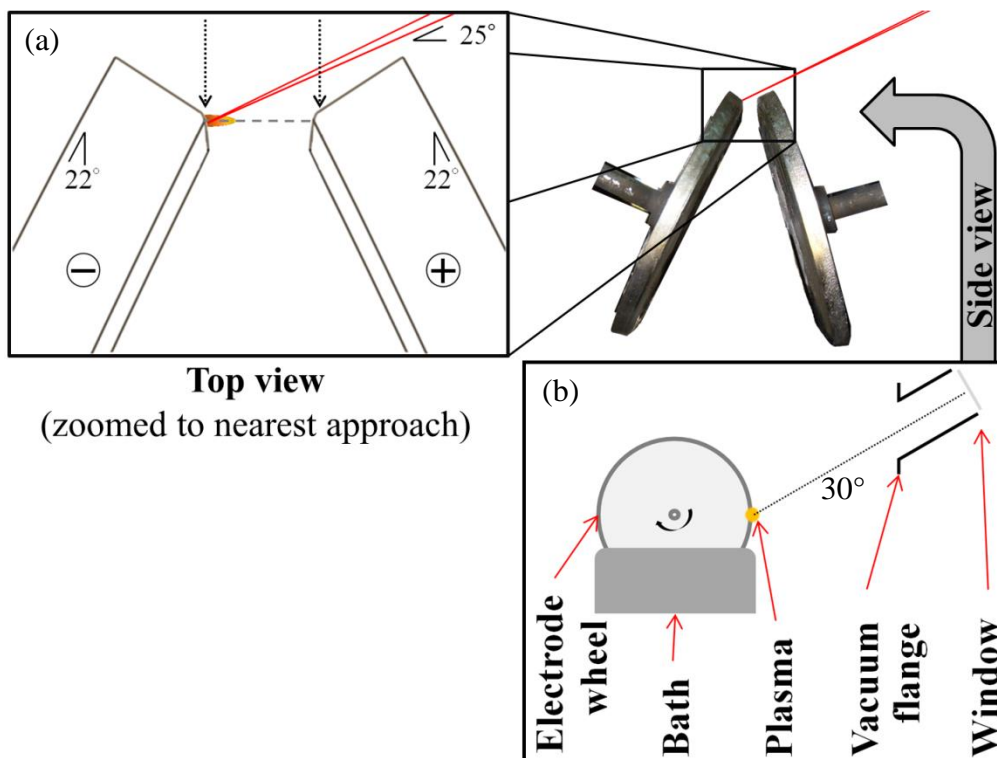 (a)
25°
22°
22°
−
+
Top view
(zoomed to nearest approach)
Side view
(b)
30°
Electrode
wheel
Bath
Plasma
Vacuum
flange
Window